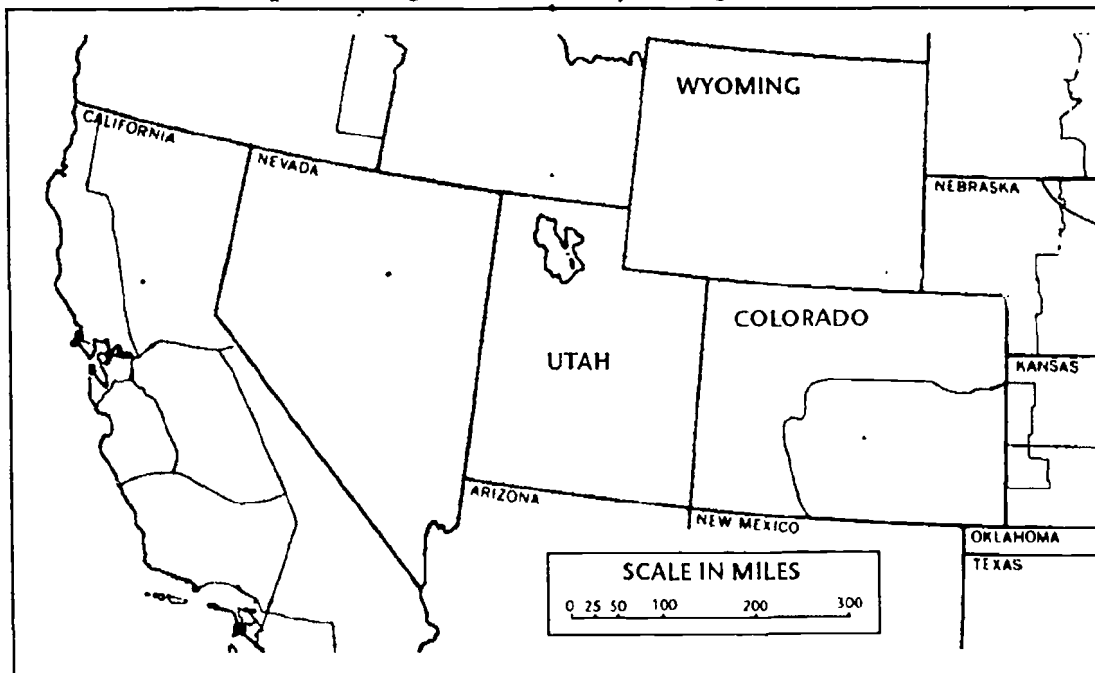 WYOMING
CALIFORNIA
NEVADA
NEBRASKA
COLORADO
UTAH
KANSAS
ARIZONA
NEW MEXICO
OKLAHOMA
TEXAS
SCALE IN MILES
0 25 50 100 200 300